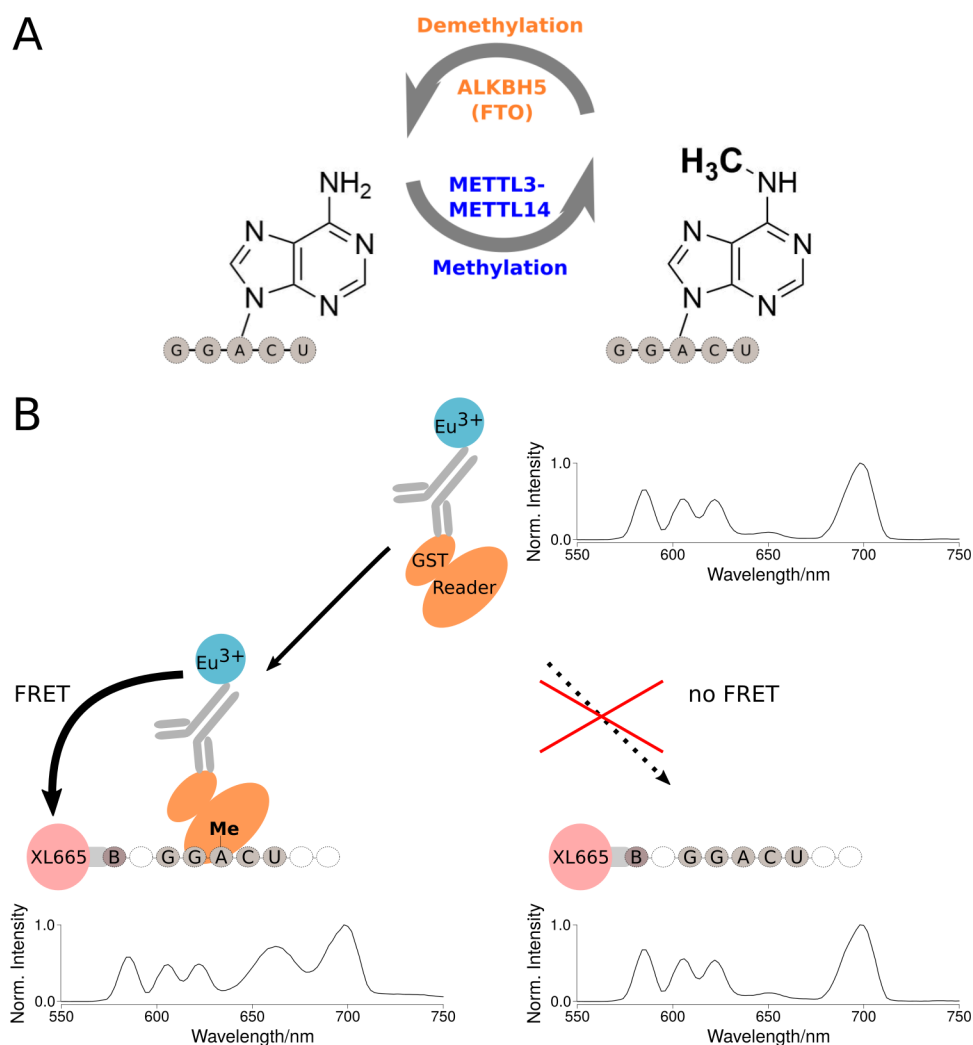 A
Demethylation
ALKBH5
(FTO)
METTL3-
METTL14
Methylation
NH2
N
N
N
N
G G A C U
H3C
NH
N
N
N
N
G G A C U
B
Eu3+
GST
Reader
Norm. Intensity
1.0
0.0
550 600 650 700 750
Wavelength/nm
FRET
Eu3+
Me
XL665 B G G A C U
Norm. Intensity
1.0
0.0
550 600 650 700 750
Wavelength/nm
no FRET
XL665 B G G A C U
Norm. Intensity
1.0
0.0
550 600 650 700 750
Wavelength/nm